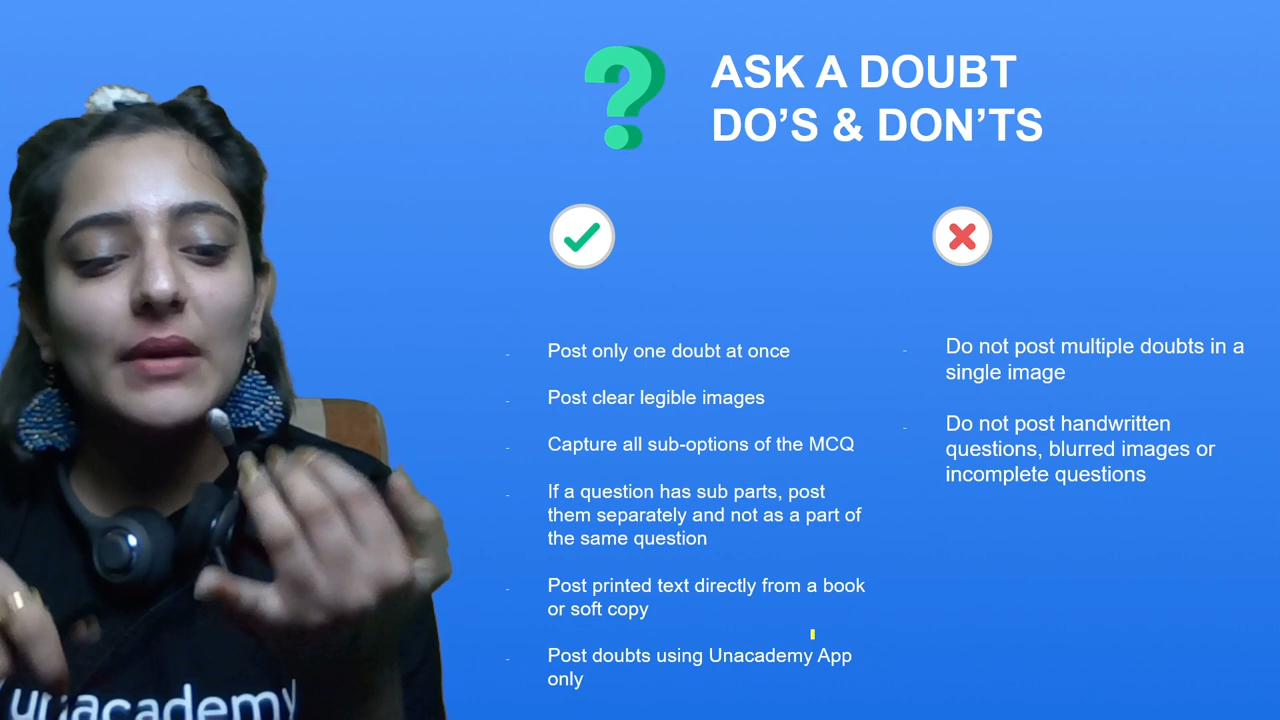 ASK A DOUBT
DO’S & DON’TS
- Post only one doubt at once
- Post clear legible images
- Capture all sub-options of the MCQ
- If a question has sub parts, post
them separately and not as a part of
the same question
- Post printed text directly from a book
or soft copy
- Post doubts using Unacademy App
only
- Do not post multiple doubts in a
single image
- Do not post handwritten
questions, blurred images or
incomplete questions
unacademy